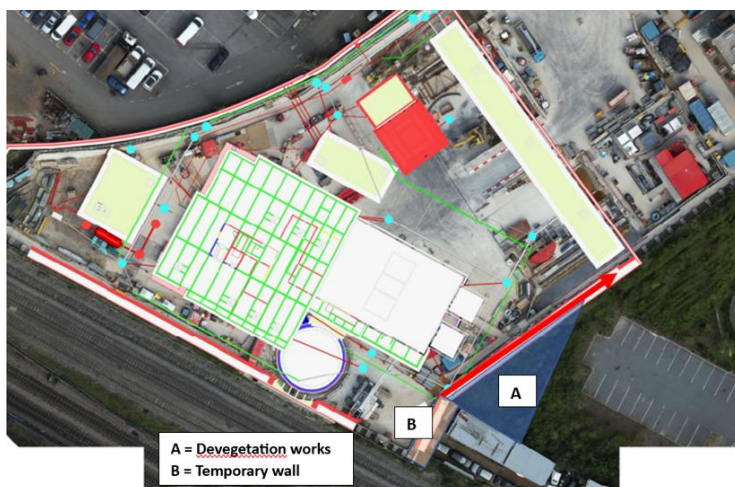 A
B
A = Devegetation works
B = Temporary wall